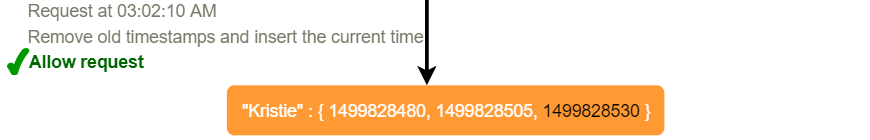 Request at 03:02:10 AM
Remove old timestamps and insert the current time
Allow request
"Kristie" : { 1499828480, 1499828505, 1499828530 }